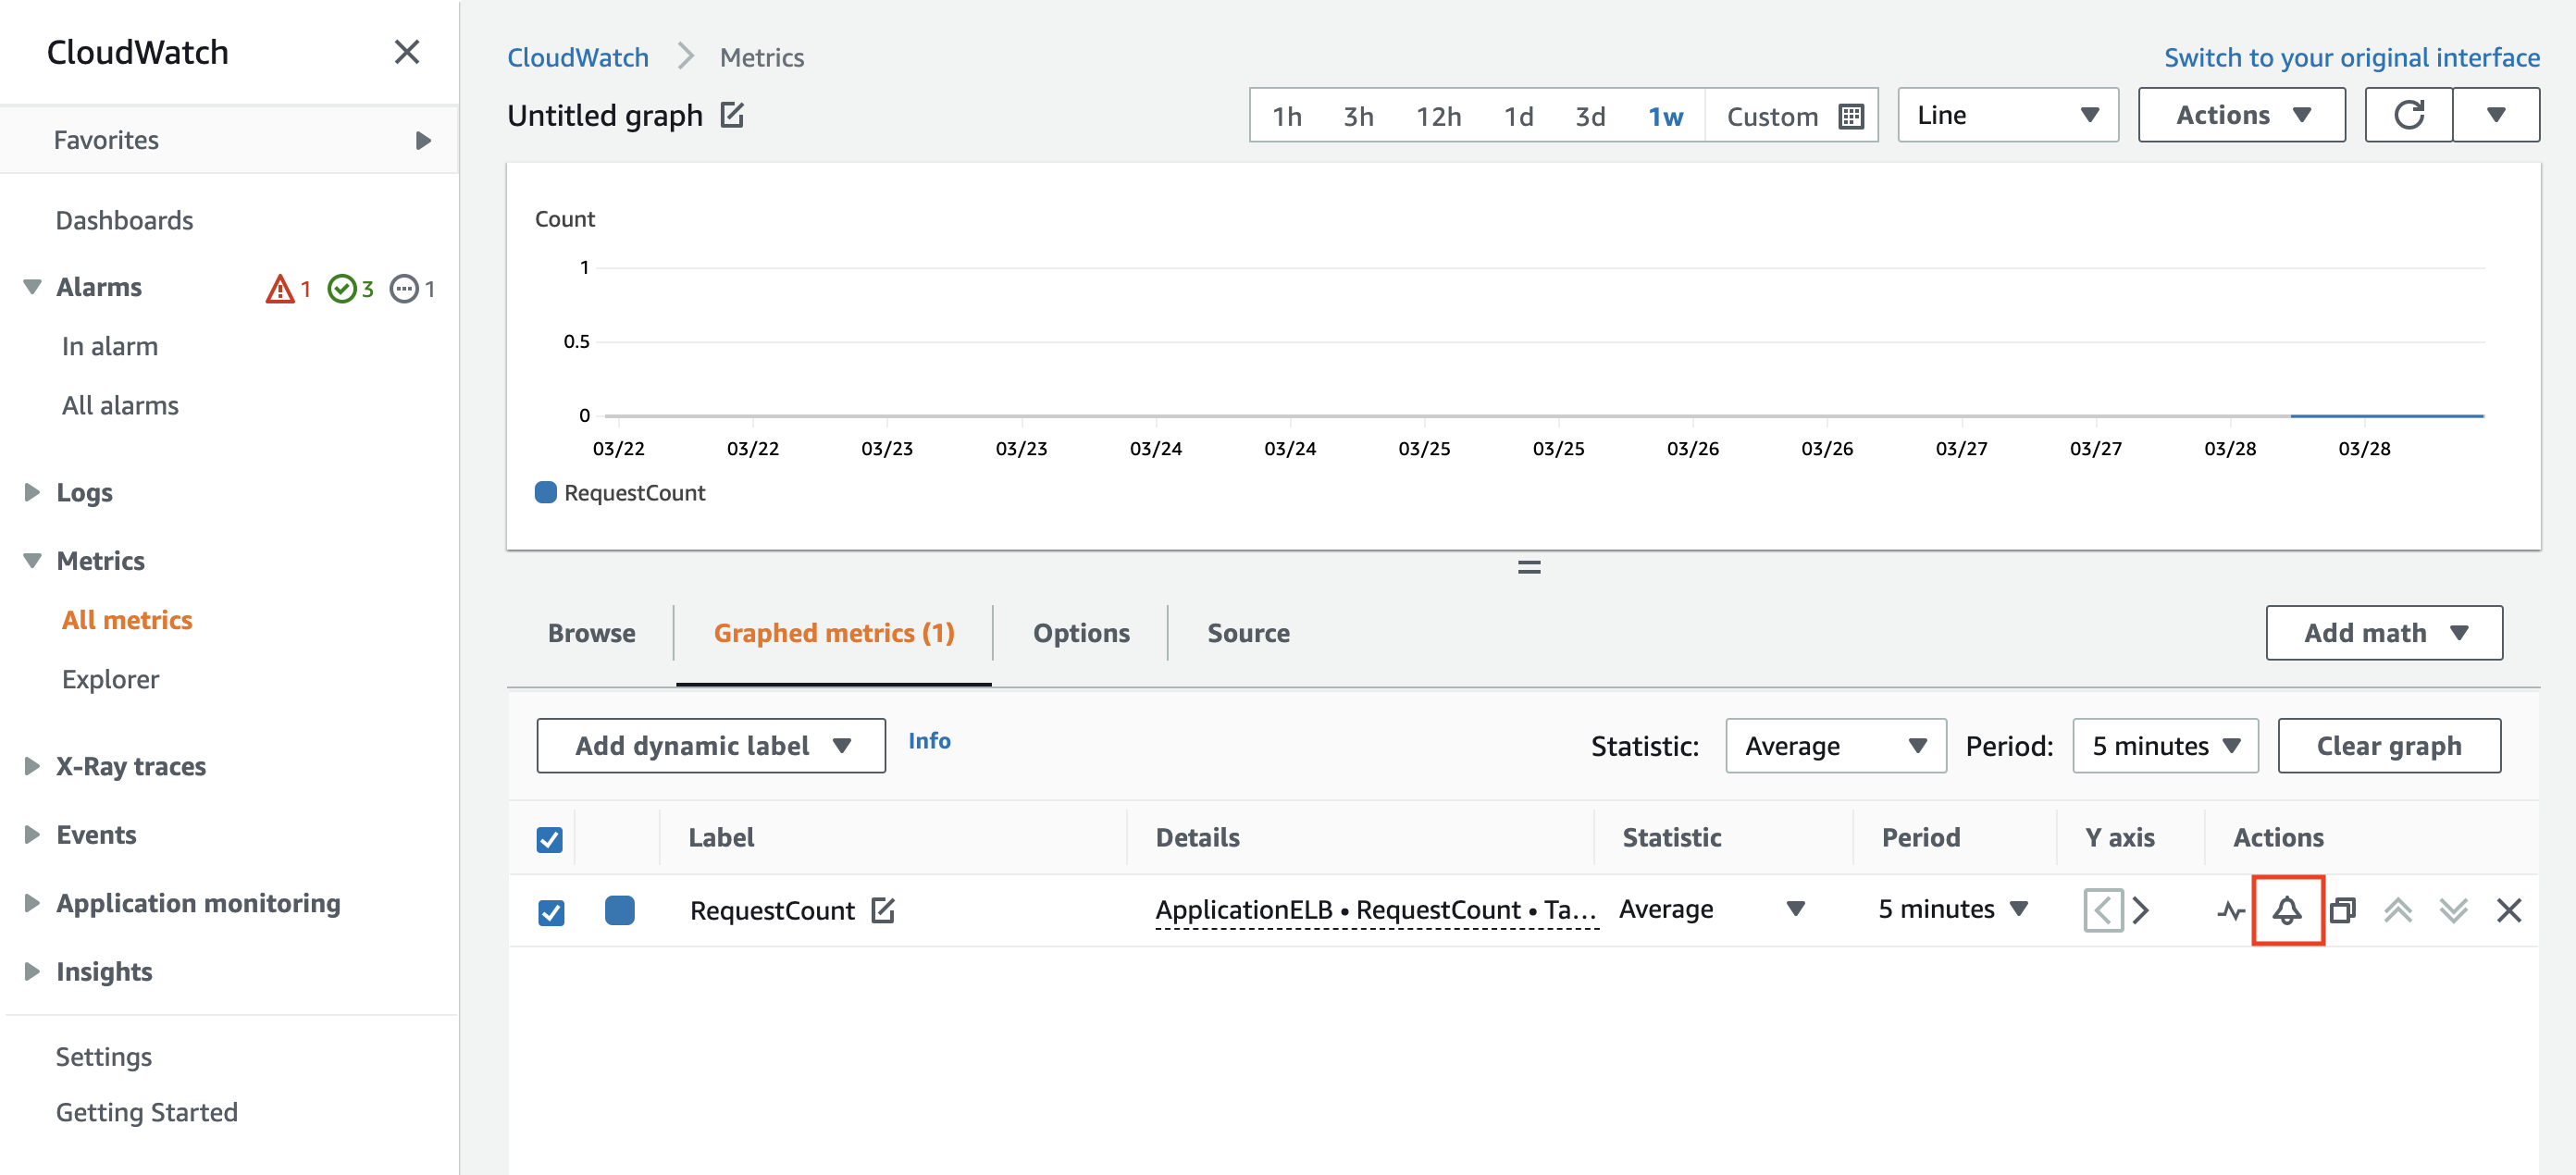 CloudWatch
Favorites
Dashboards
Alarms 1 3 1
In alarm
All alarms
Logs
Metrics
All metrics
Explorer
X-Ray traces
Events
Application monitoring
Insights
Settings
Getting Started
CloudWatch Metrics
Switch to your original interface
Untitled graph
1h 3h 12h 1d 3d 1w Custom
Line
Actions
Count
1
0.5
0
03/22 03/22 03/23 03/23 03/24 03/24 03/25 03/25 03/26 03/26 03/27 03/27 03/28 03/28
RequestCount
Browse Graphed metrics (1) Options Source
Add math
Add dynamic label Info
Statistic: Average Period: 5 minutes Clear graph
Label Details Statistic Period Y axis Actions
RequestCount ApplicationELB • RequestCount • Ta... Average 5 minutes